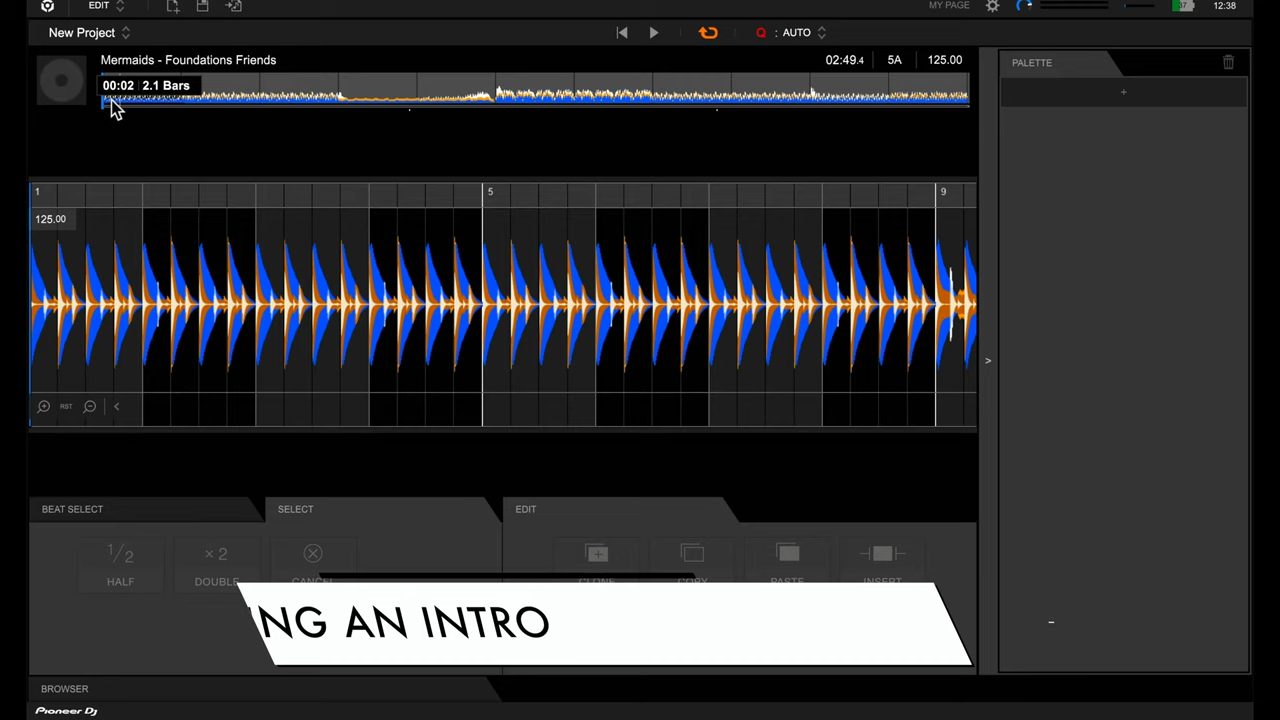 EDIT
MY PAGE
12:38
New Project
Q : AUTO
Mermaids - Foundations Friends
02:49.4
5A
125.00
PALETTE
00:02 2.1 Bars
+
1
5
9
125.00
RST
<
>
BEAT SELECT
SELECT
EDIT
1/2
× 2
HALF
DOUBLE
PASTE
INSERT
NG AN INTRO
BROWSER
Pioneer Dj